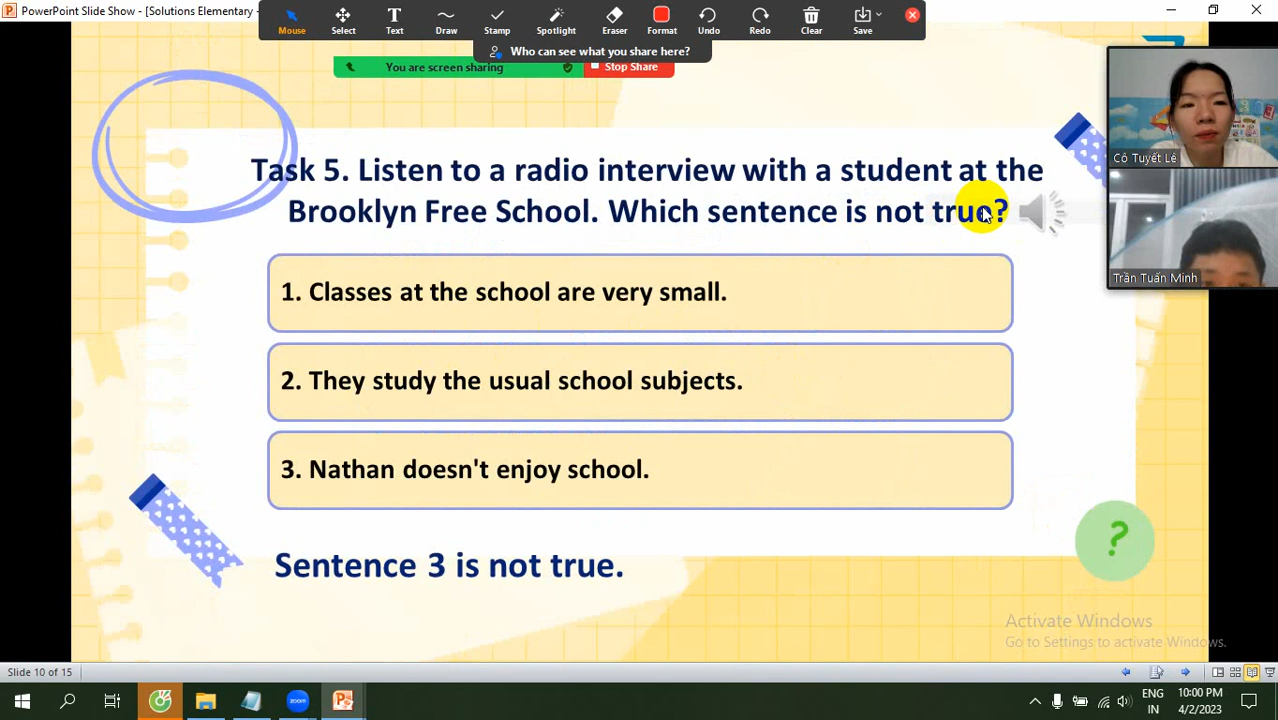 PowerPoint Slide Show - [Solutions Elementary -
Mouse
Select
Text
Draw
Stamp
Spotlight
Eraser
Format
Undo
Redo
Clear
Save
Who can see what you share here?
You are screen sharing
Stop Share
Cô Tuyết Lê
Trần Tuấn Minh
Task 5. Listen to a radio interview with a student at the
Brooklyn Free School. Which sentence is not true?
1. Classes at the school are very small.
2. They study the usual school subjects.
3. Nathan doesn't enjoy school.
?
Sentence 3 is not true.
Activate Windows
Go to Settings to activate Windows.
Slide 10 of 15
zoom
ENG
IN
10:00 PM
4/2/2023